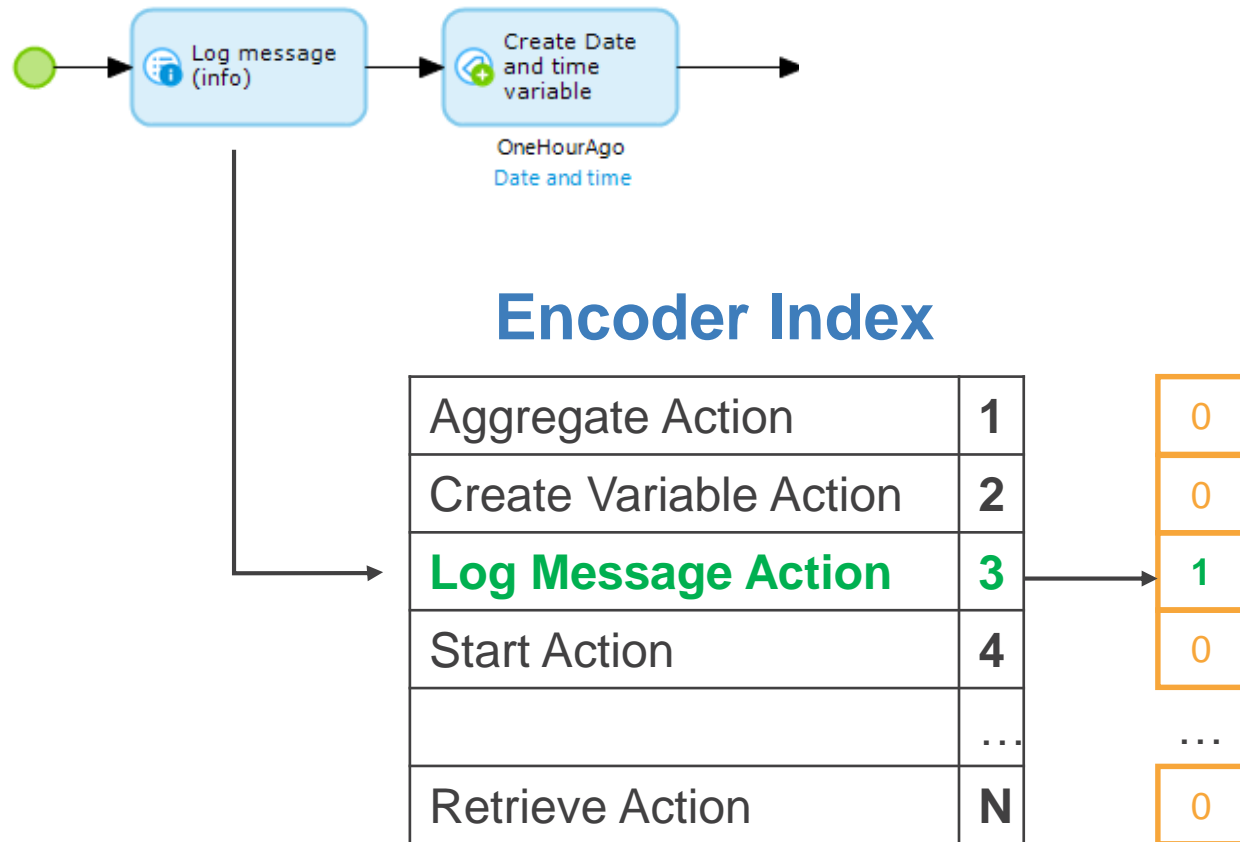 Log message
(info)
Create Date
and time
variable
OneHourAgo
Date and time
Encoder Index
Aggregate Action 1 0
Create Variable Action 2 0
Log Message Action 3 1
Start Action 4 0
... ...
Retrieve Action N 0